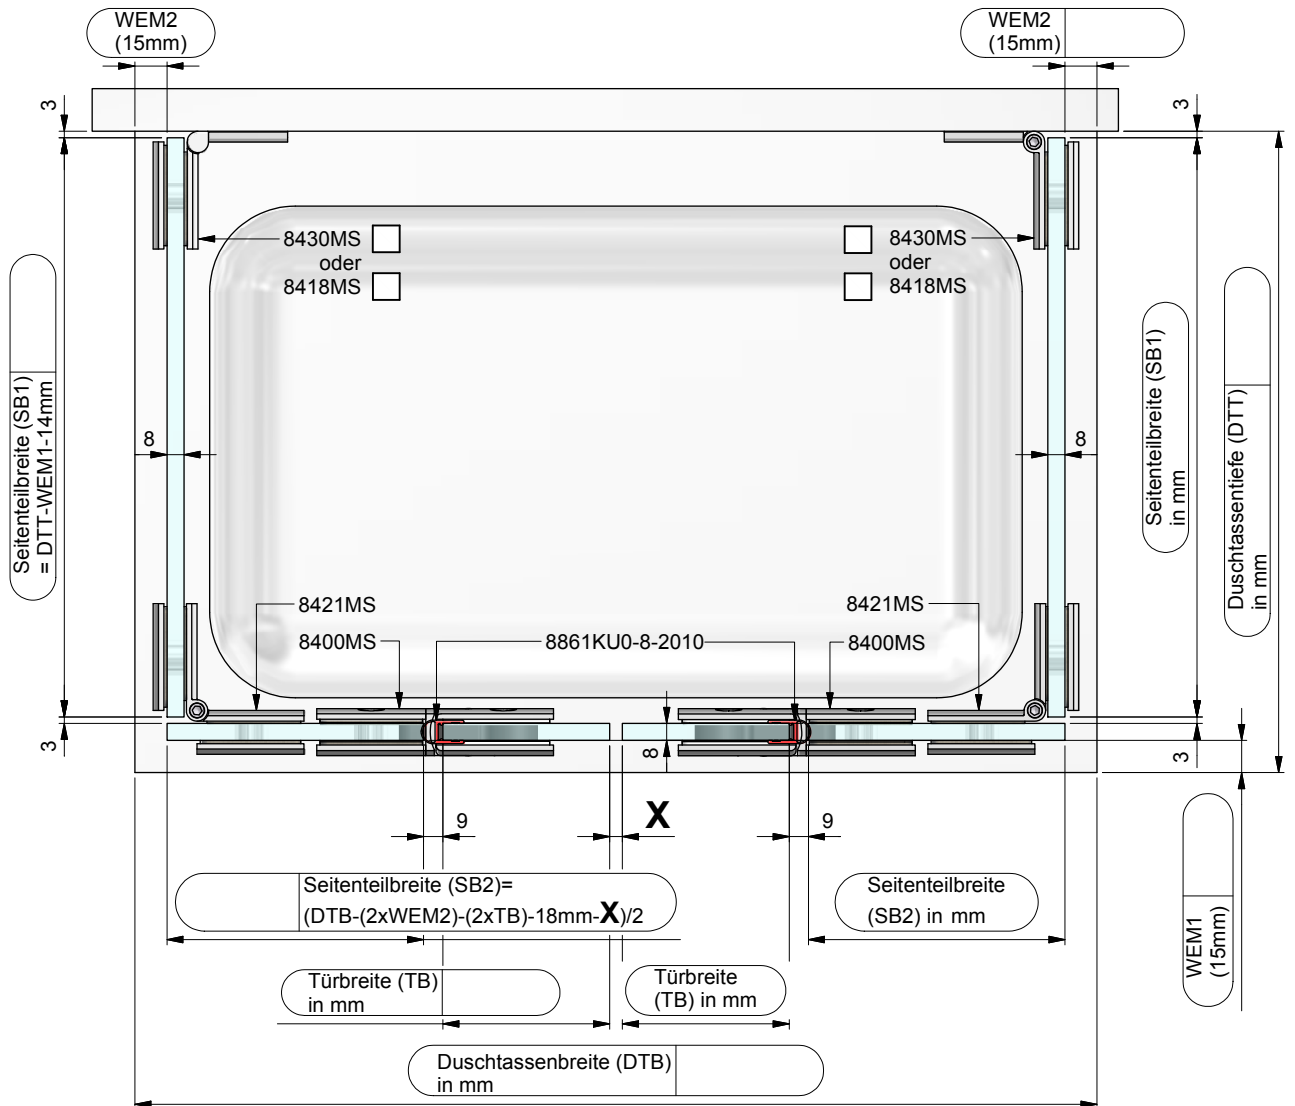 WEM2
(15mm)
WEM2
(15mm)
3
3
8430MS
oder
8418MS
8430MS
oder
8418MS
Seitenteilbreite (SB1)
= DTT-WEM1-14mm
8
8
Seitenteilbreite (SB1)
in mm
Duschtassentiefe (DTT)
in mm
8421MS
8421MS
8400MS
8861KU0-8-2010
8400MS
3
8
3
9
X
9
Seitenteilbreite (SB2)=
(DTB-(2xWEM2)-(2xTB)-18mm-X)/2
Seitenteilbreite
(SB2) in mm
WEM1
(15mm)
Türbreite (TB)
in mm
Türbreite
(TB) in mm
Duschtassenbreite (DTB)
in mm